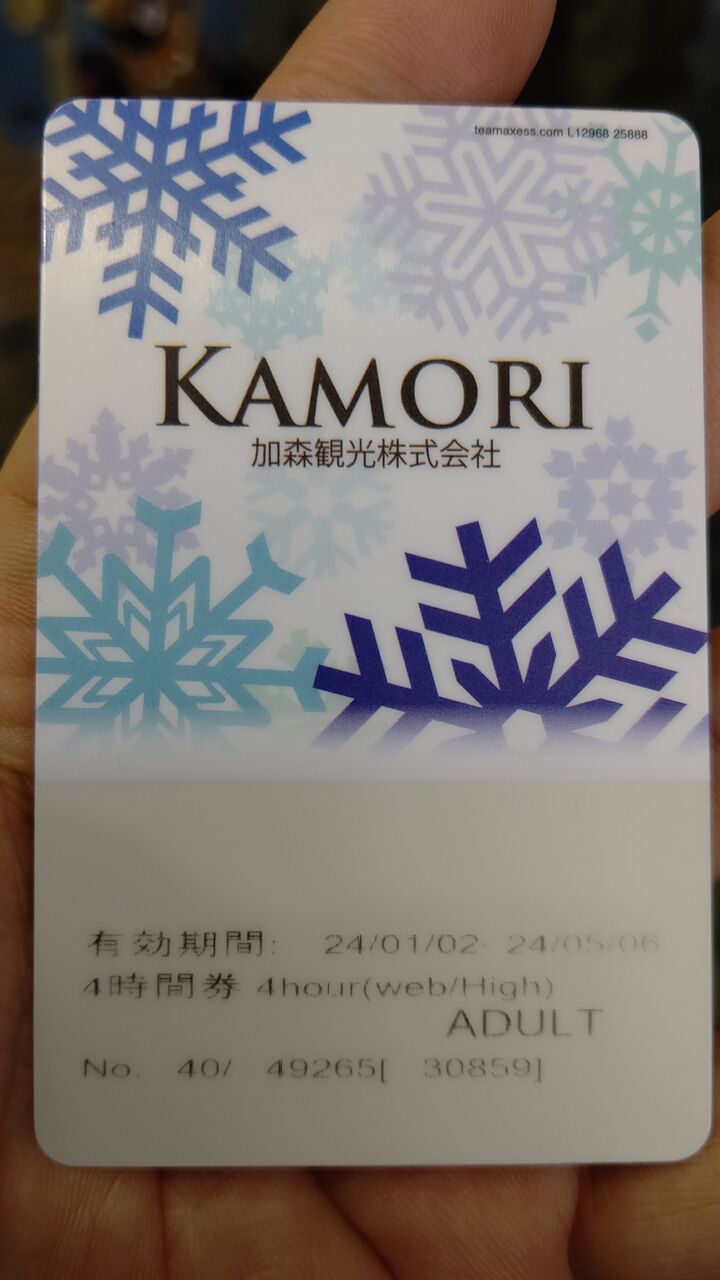 teamaxess.com L12968 25888
KAMORI
加森観光株式会社
有効期間: 24/01/02- 24/05/06
4時間券 4hour(web/High)
ADULT
No. 40/ 49265[ 30859]